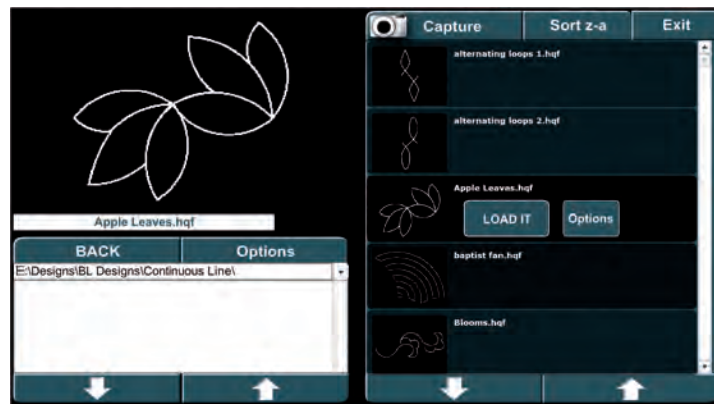 Apple Leaves.hqf
BACK
Options
E:\Designs\BL Designs\Continuous Line\
Capture
Sort z-a
Exit
alternating loops 1.hqf
alternating loops 2.hqf
Apple Leaves.hqf
LOAD IT
Options
baptist fan.hqf
Blooms.hqf